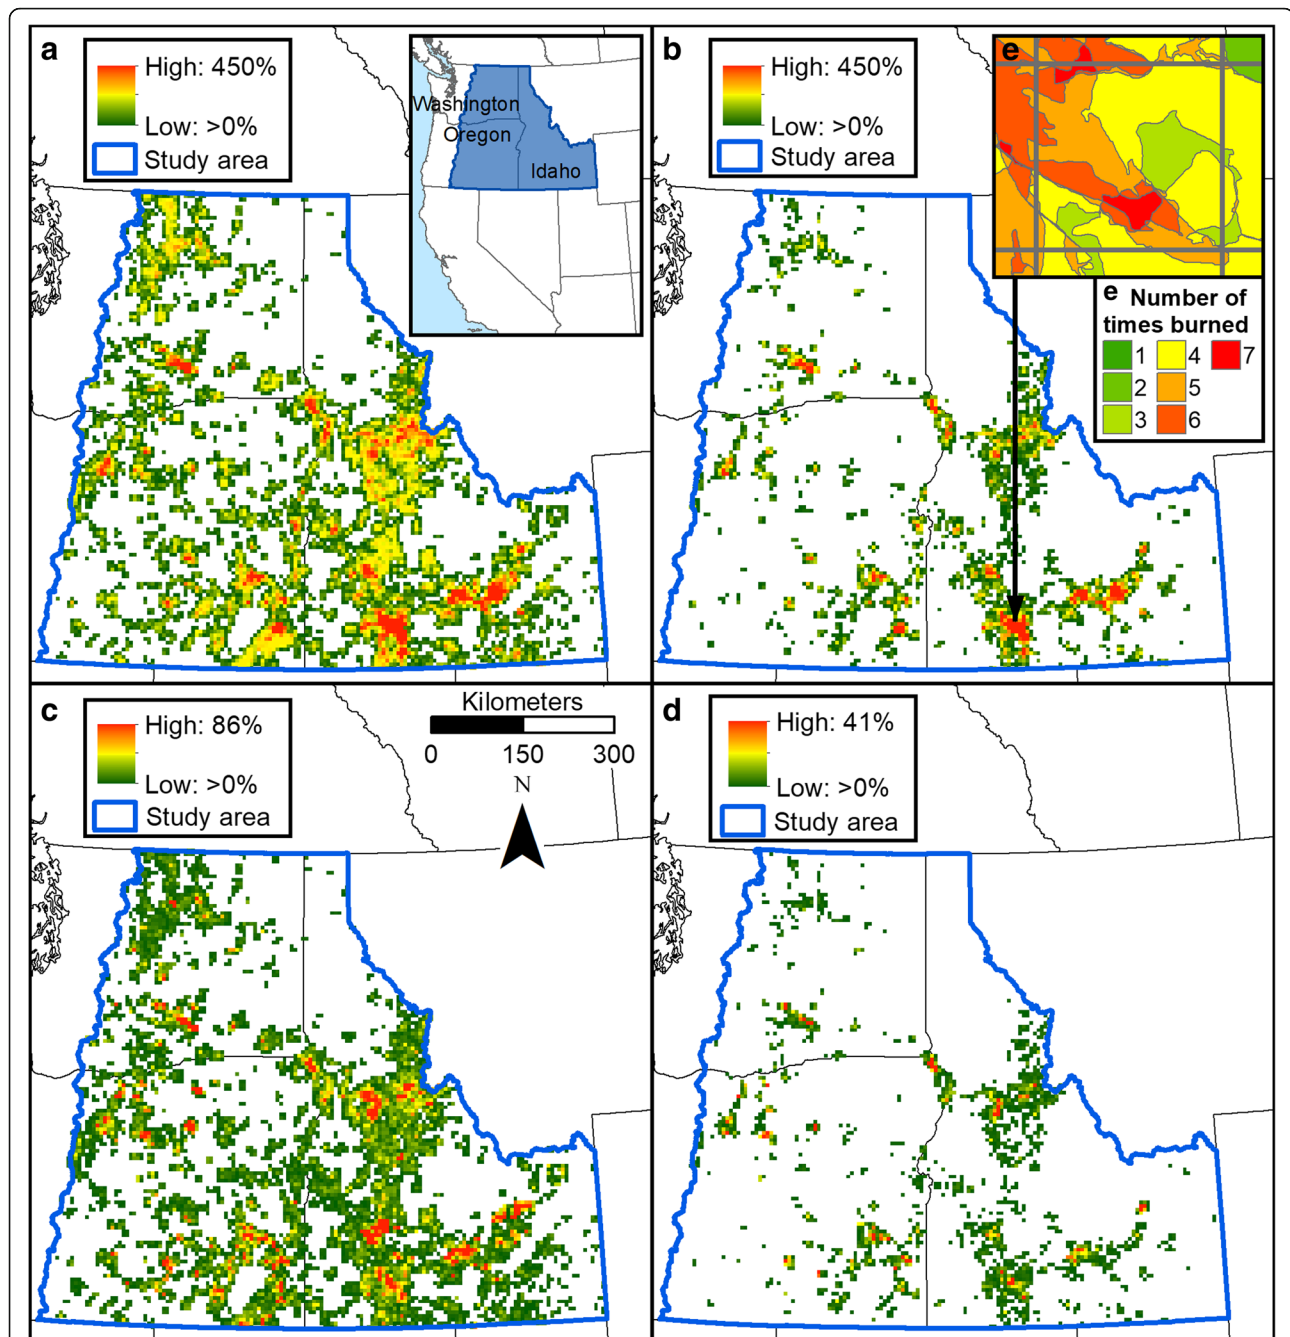 a
High: 450%
Low: >0%
Study area
Washington
Oregon
Idaho
b
High: 450%
Low: >0%
Study area
e
e Number of
times burned
1 4 7
2 5
3 6
c
High: 86%
Low: >0%
Study area
Kilometers
0 150 300
N
d
High: 41%
Low: >0%
Study area